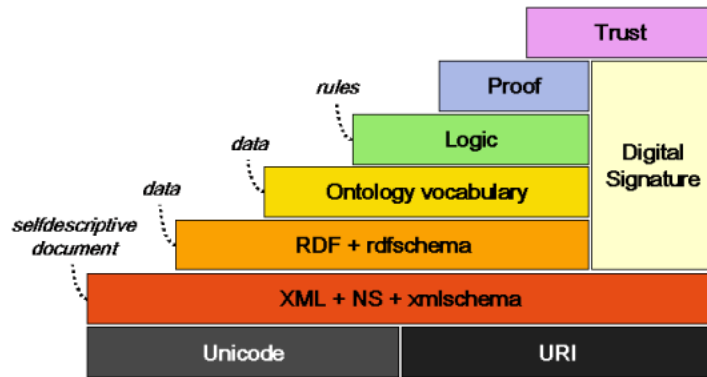 Trust
Proof
rules
Logic
Digital
Signature
data
Ontology vocabulary
data
RDF + rdfschema
selfdescriptive
document
XML + NS + xmlschema
Unicode
URI